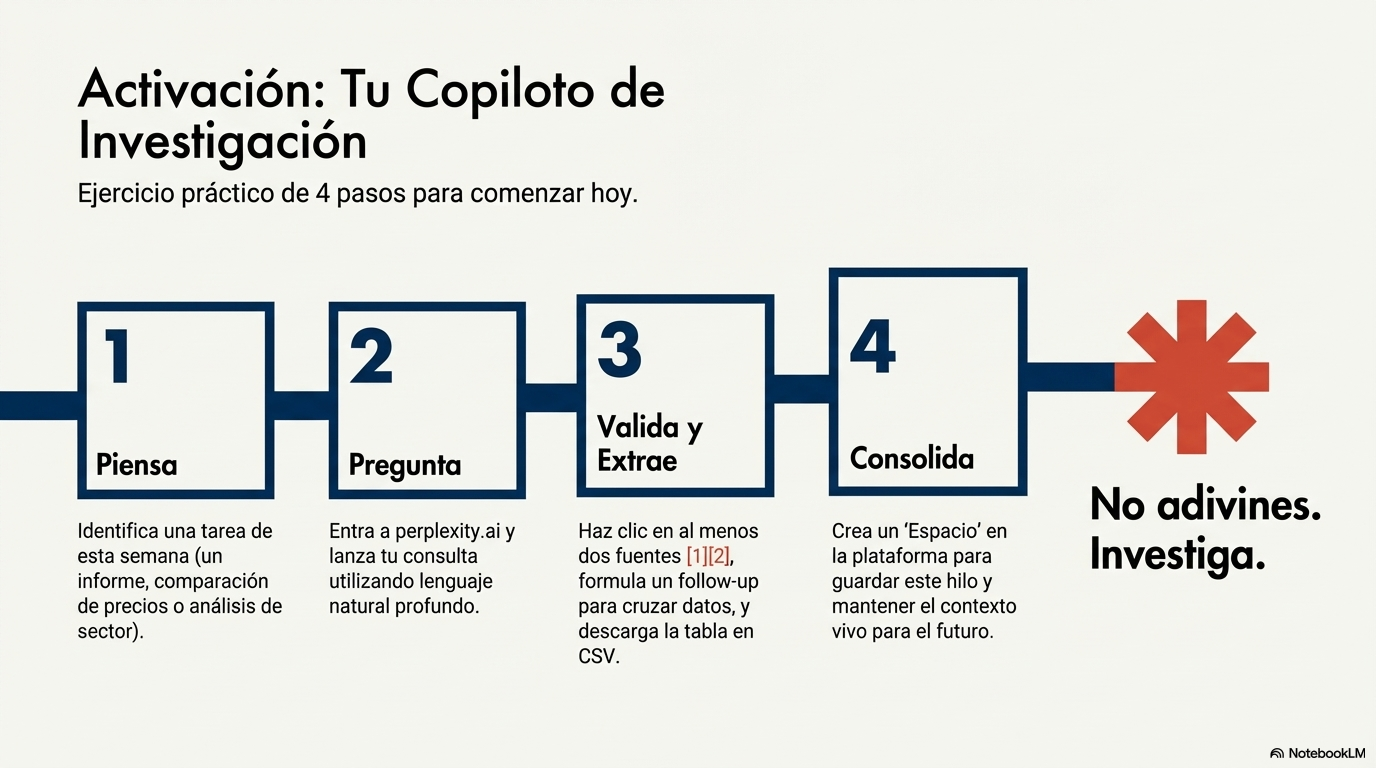 Activación: Tu Copiloto de
Investigación
Ejercicio práctico de 4 pasos para comenzar hoy.
1
Piensa
Identifica una tarea de
esta semana (un
informe, comparación
de precios o análisis de
sector).
2
Pregunta
Entra a perplexity.ai y
lanza tu consulta
utilizando lenguaje
natural profundo.
3
Valida y
Extrae
Haz clic en al menos
dos fuentes [1][2],
formula un follow-up
para cruzar datos, y
descarga la tabla en
CSV.
4
Consolida
Crea un ‘Espacio’ en
la plataforma para
guardar este hilo y
mantener el contexto
vivo para el futuro.
No adivines.
Investiga.
NotebookLM